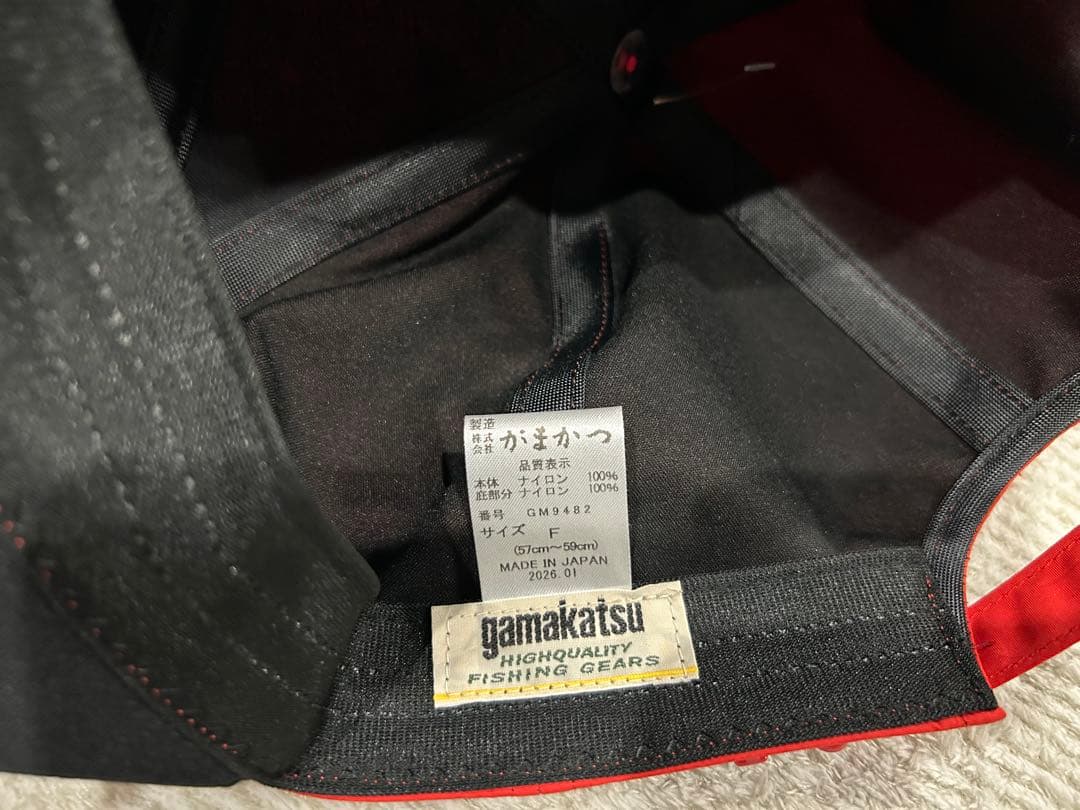 製造
株式会社 がまかつ
品質表示
本体 ナイロン 100%
庇部分 ナイロン 100%
番号 GM9482
サイズ F
(57cm～59cm)
MADE IN JAPAN
2026.01
gamakatsu
HIGHQUALITY
FISHING GEARS